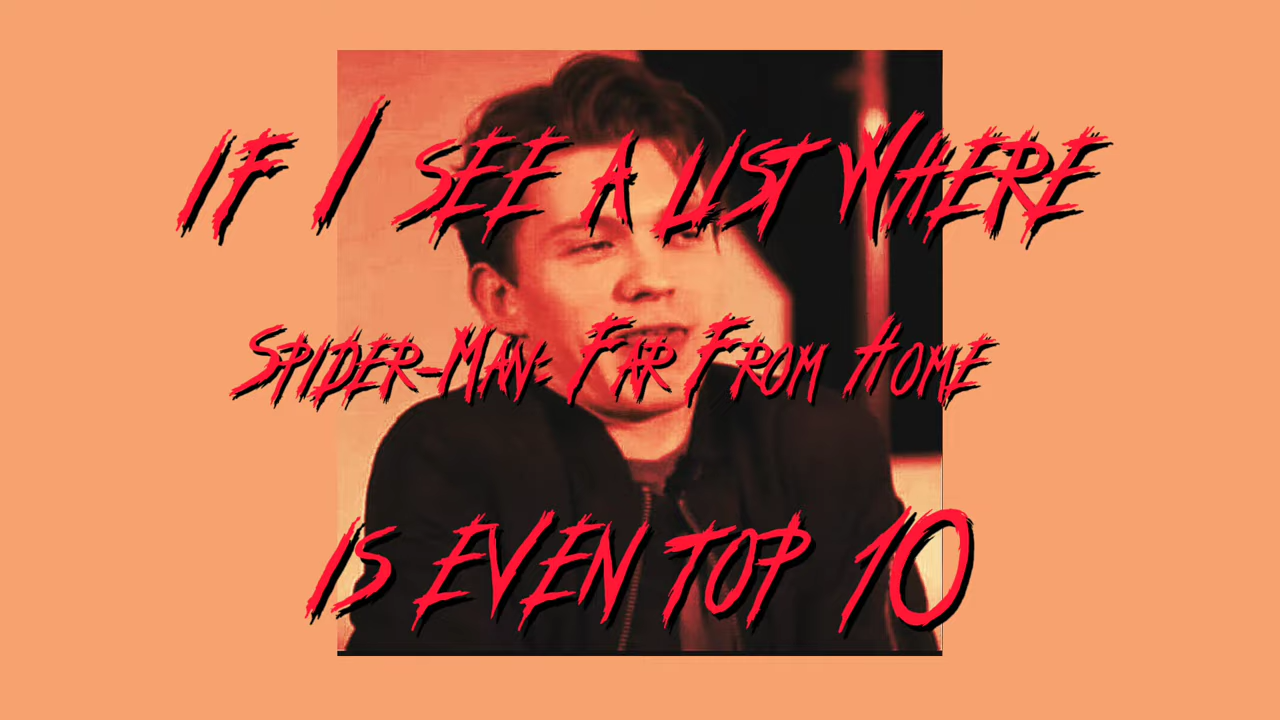 IF I SEE A LIST WHERE
SPIDER-MAN: FAR FROM HOME
IS EVEN TOP 10